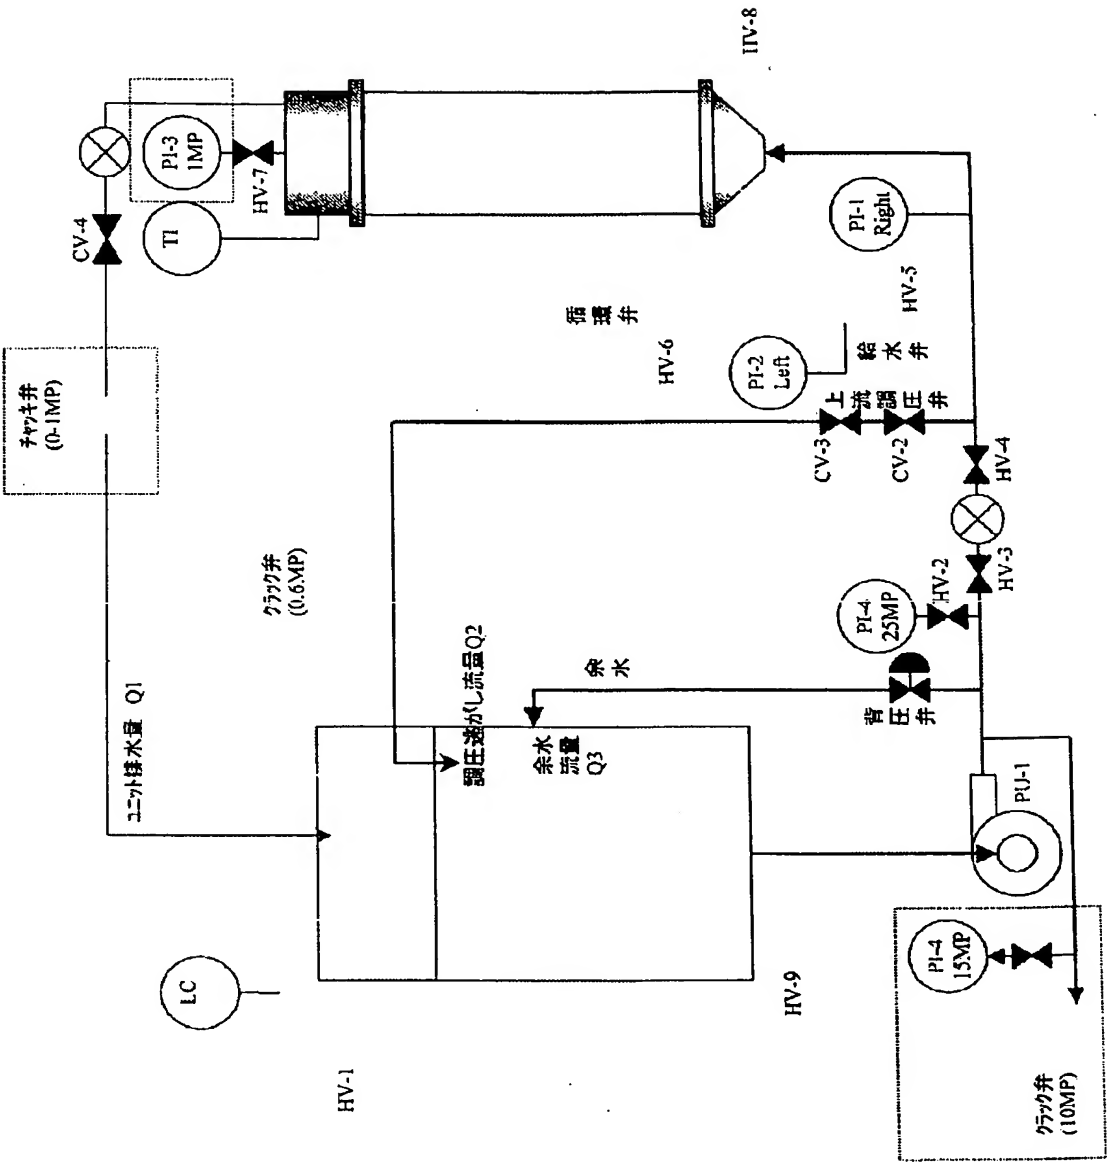 HV-8
PI-3
1MP
HV-7
TI
CV-4
チャッキ弁
(0-1MP)
PI-1
Right
HV-5
循環弁
HV-6
PI-2
Left
給水弁
上流調圧弁
CV-3
CV-2
HV-4
クラック弁
(0.6MP)
HV-3
HV-2
PI-4
25MP
余水
背圧弁
調圧逃がし流量Q2
余水
流量
Q3
ユニット排水量 Q1
PU-1
LC
HV-9
PI-4
15MP
HV-1
クラック弁
(10MP)